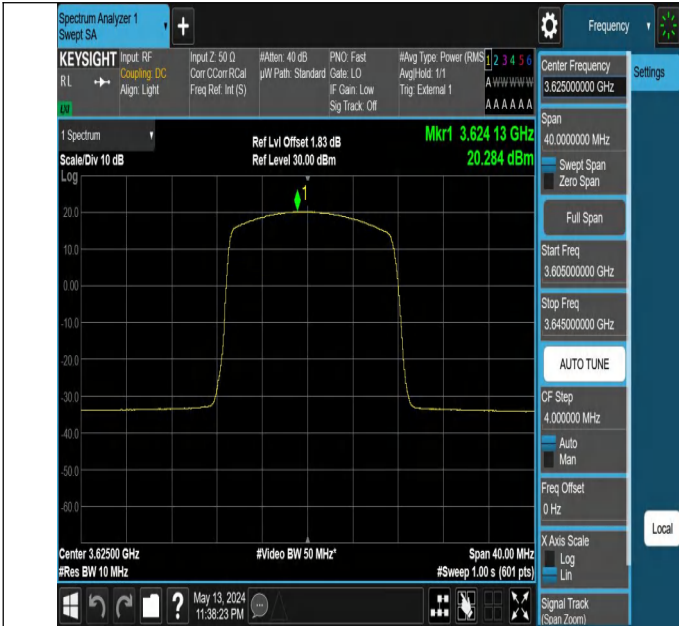 Spectrum Analyzer 1
Swept SA
+
Frequency
KEYSIGHT
RL
LXI
Input: RF
Coupling: DC
Align: Light
Input Z: 50 Ω
Corr CCorr RCal
Freq Ref: Int (S)
#Atten: 40 dB
µW Path: Standard
PNO: Fast
Gate: LO
IF Gain: Low
Sig Track: Off
#Avg Type: Power (RMS
Avg|Hold: 1/1
Trig: External 1
1 2 3 4 5 6
A W W W W W
A A A A A A
1 Spectrum
Scale/Div 10 dB
Log
Ref Lvl Offset 1.83 dB
Ref Level 30.00 dBm
Mkr1 3.624 13 GHz
20.284 dBm
1
20.0
10.0
0.00
-10.0
-20.0
-30.0
-40.0
-50.0
-60.0
Center 3.62500 GHz
#Res BW 10 MHz
#Video BW 50 MHz*
Span 40.00 MHz
#Sweep 1.00 s (601 pts)
Center Frequency
3.625000000 GHz
Settings
Span
40.0000000 MHz
Swept Span
Zero Span
Full Span
Start Freq
3.605000000 GHz
Stop Freq
3.645000000 GHz
AUTO TUNE
CF Step
4.000000 MHz
Auto
Man
Freq Offset
0 Hz
X Axis Scale
Log
Lin
Local
Signal Track
(Span Zoom)
?
May 13, 2024
11:38:23 PM